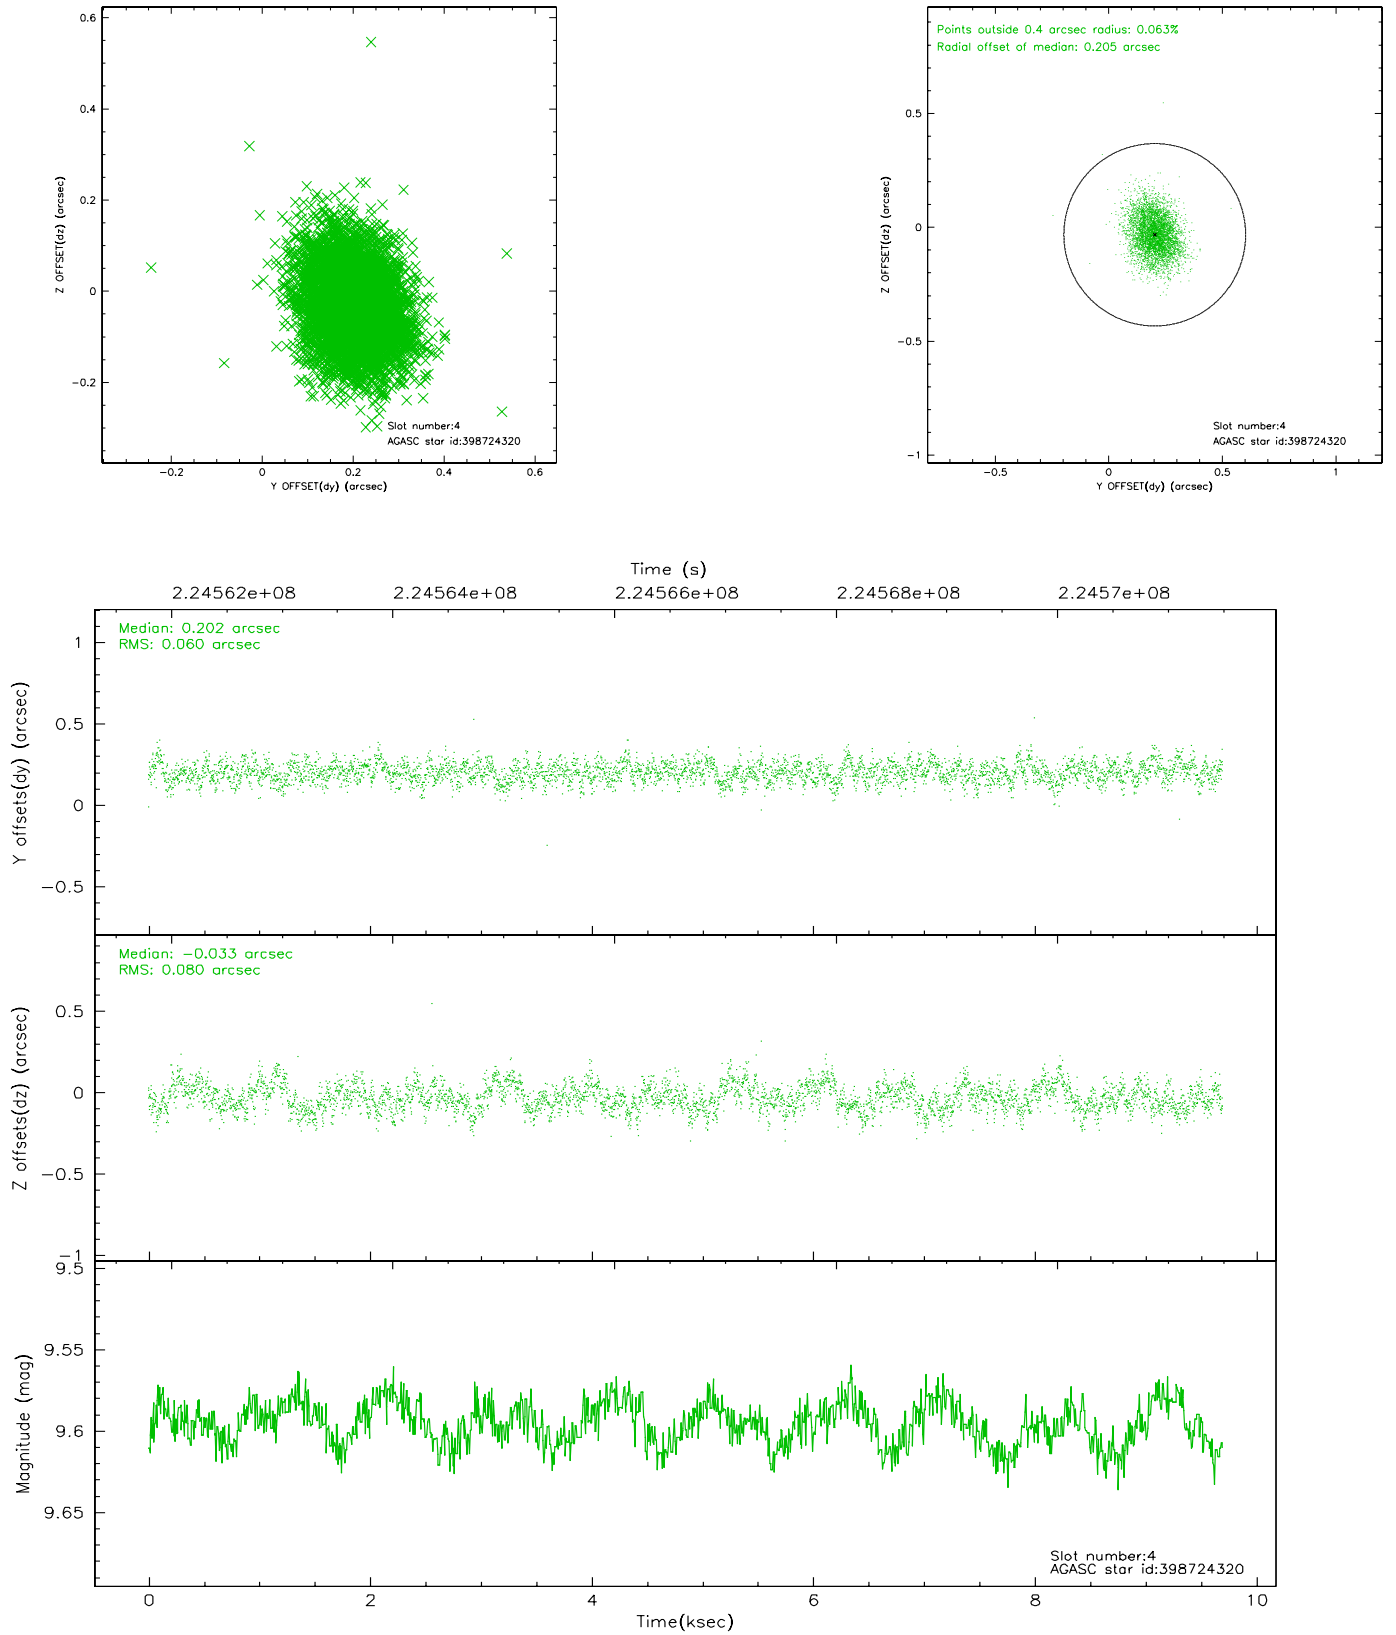 0.6
0.4
0.2
0
−0.2
Z OFFSET(dz) (arcsec)
Slot number:4
AGASC star id:398724320
−0.2 0 0.2 0.4 0.6
Y OFFSET(dy) (arcsec)
Points outside 0.4 arcsec radius: 0.063%
Radial offset of median: 0.205 arcsec
0.5
0
−0.5
−1
Z OFFSET(dz) (arcsec)
Slot number:4
AGASC star id:398724320
−0.5 0 0.5 1
Y OFFSET(dy) (arcsec)
Time (s)
2.24562e+08 2.24564e+08 2.24566e+08 2.24568e+08 2.2457e+08
Median: 0.202 arcsec
RMS: 0.060 arcsec
1
0.5
0
−0.5
Y offsets(dy) (arcsec)
Median: −0.033 arcsec
RMS: 0.080 arcsec
0.5
0
−0.5
−1
Z offsets(dz) (arcsec)
9.5
9.55
9.6
9.65
Magnitude (mag)
Slot number:4
AGASC star id:398724320
0 2 4 6 8 10
Time(ksec)